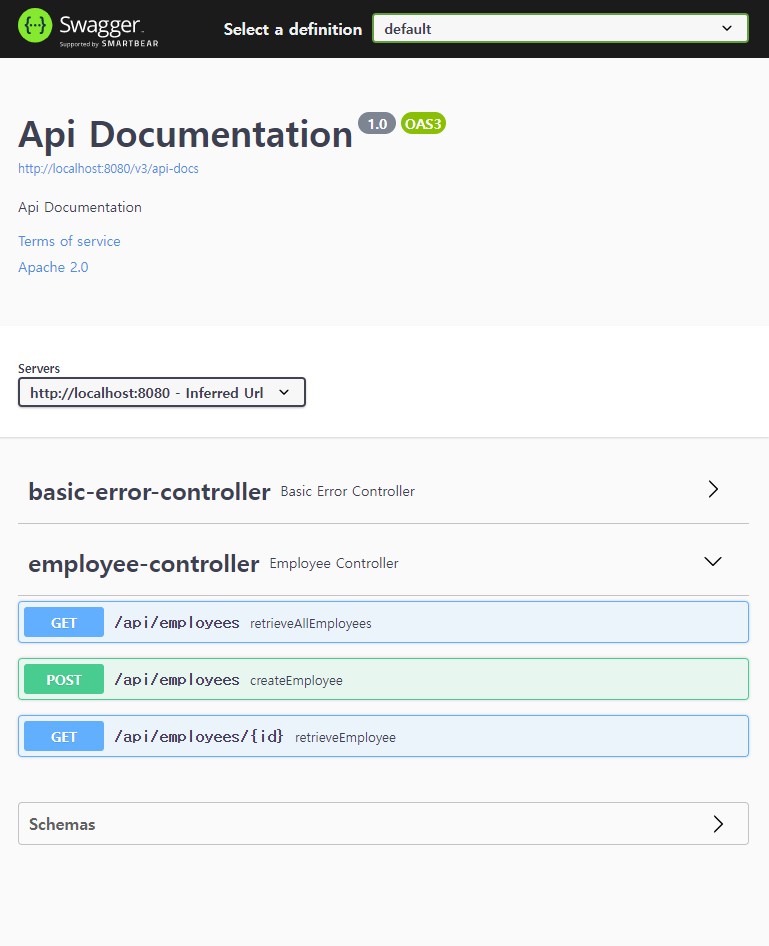 Swagger
Supported by SMARTBEAR
Select a definition
default
Api Documentation 1.0 OAS3
http://localhost:8080/v3/api-docs
Api Documentation
Terms of service
Apache 2.0
Servers
http://localhost:8080 - Inferred Url
basic-error-controller Basic Error Controller
employee-controller Employee Controller
GET /api/employees retrieveAllEmployees
POST /api/employees createEmployee
GET /api/employees/{id} retrieveEmployee
Schemas